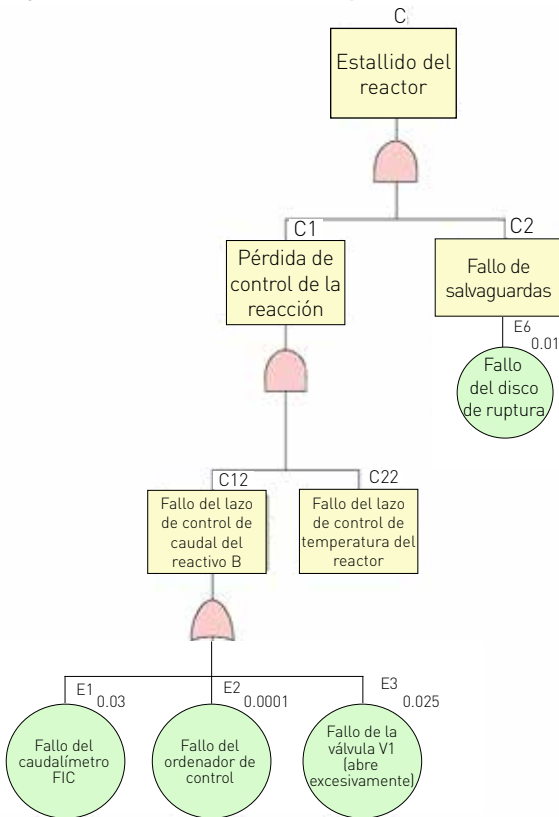 C
Estallido del
reactor
C1
Pérdida de
control de la
reacción
C2
Fallo de
salvaguardas
E6
0.01
Fallo
del disco
de ruptura
C12
Fallo del lazo
de control de
caudal del
reactivo B
C22
Fallo del lazo
de control de
temperatura del
reactor
E1
0.03
Fallo del
caudalímetro
FIC
E2
0.0001
Fallo del
ordenador de
control
E3
0.025
Fallo de la
válvula V1
(abre
excesivamente)